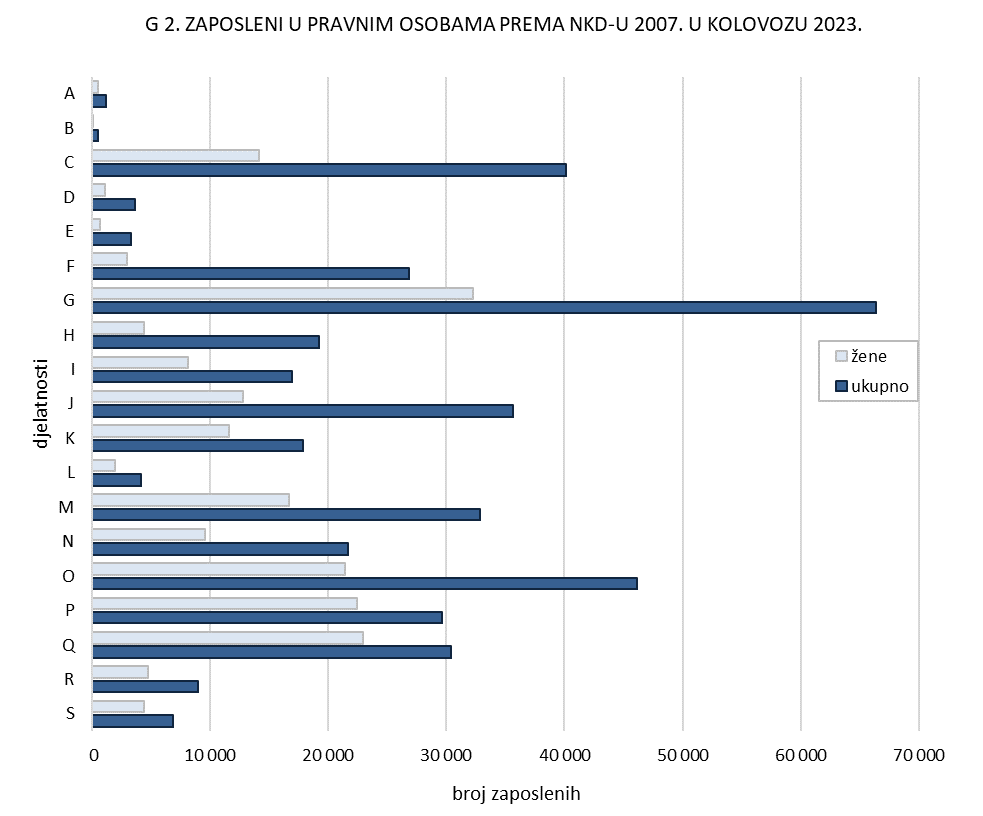 G 2. ZAPOSLENI U PRAVNIM OSOBAMA PREMA NKD-U 2007. U KOLOVOZU 2023.
A
B
C
D
E
F
G
H
I
J
K
L
M
N
O
P
Q
R
S
djelatnosti
žene
ukupno
0 10 000 20 000 30 000 40 000 50 000 60 000 70 000
broj zaposlenih